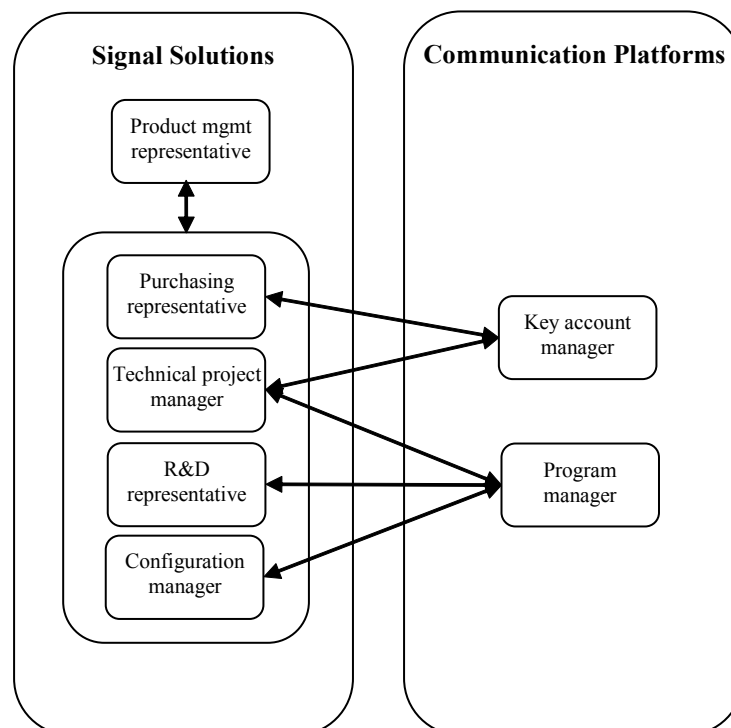 Signal Solutions
Product mgmt
representative
Purchasing
representative
Technical project
manager
R&D
representative
Configuration
manager
Communication Platforms
Key account
manager
Program
manager